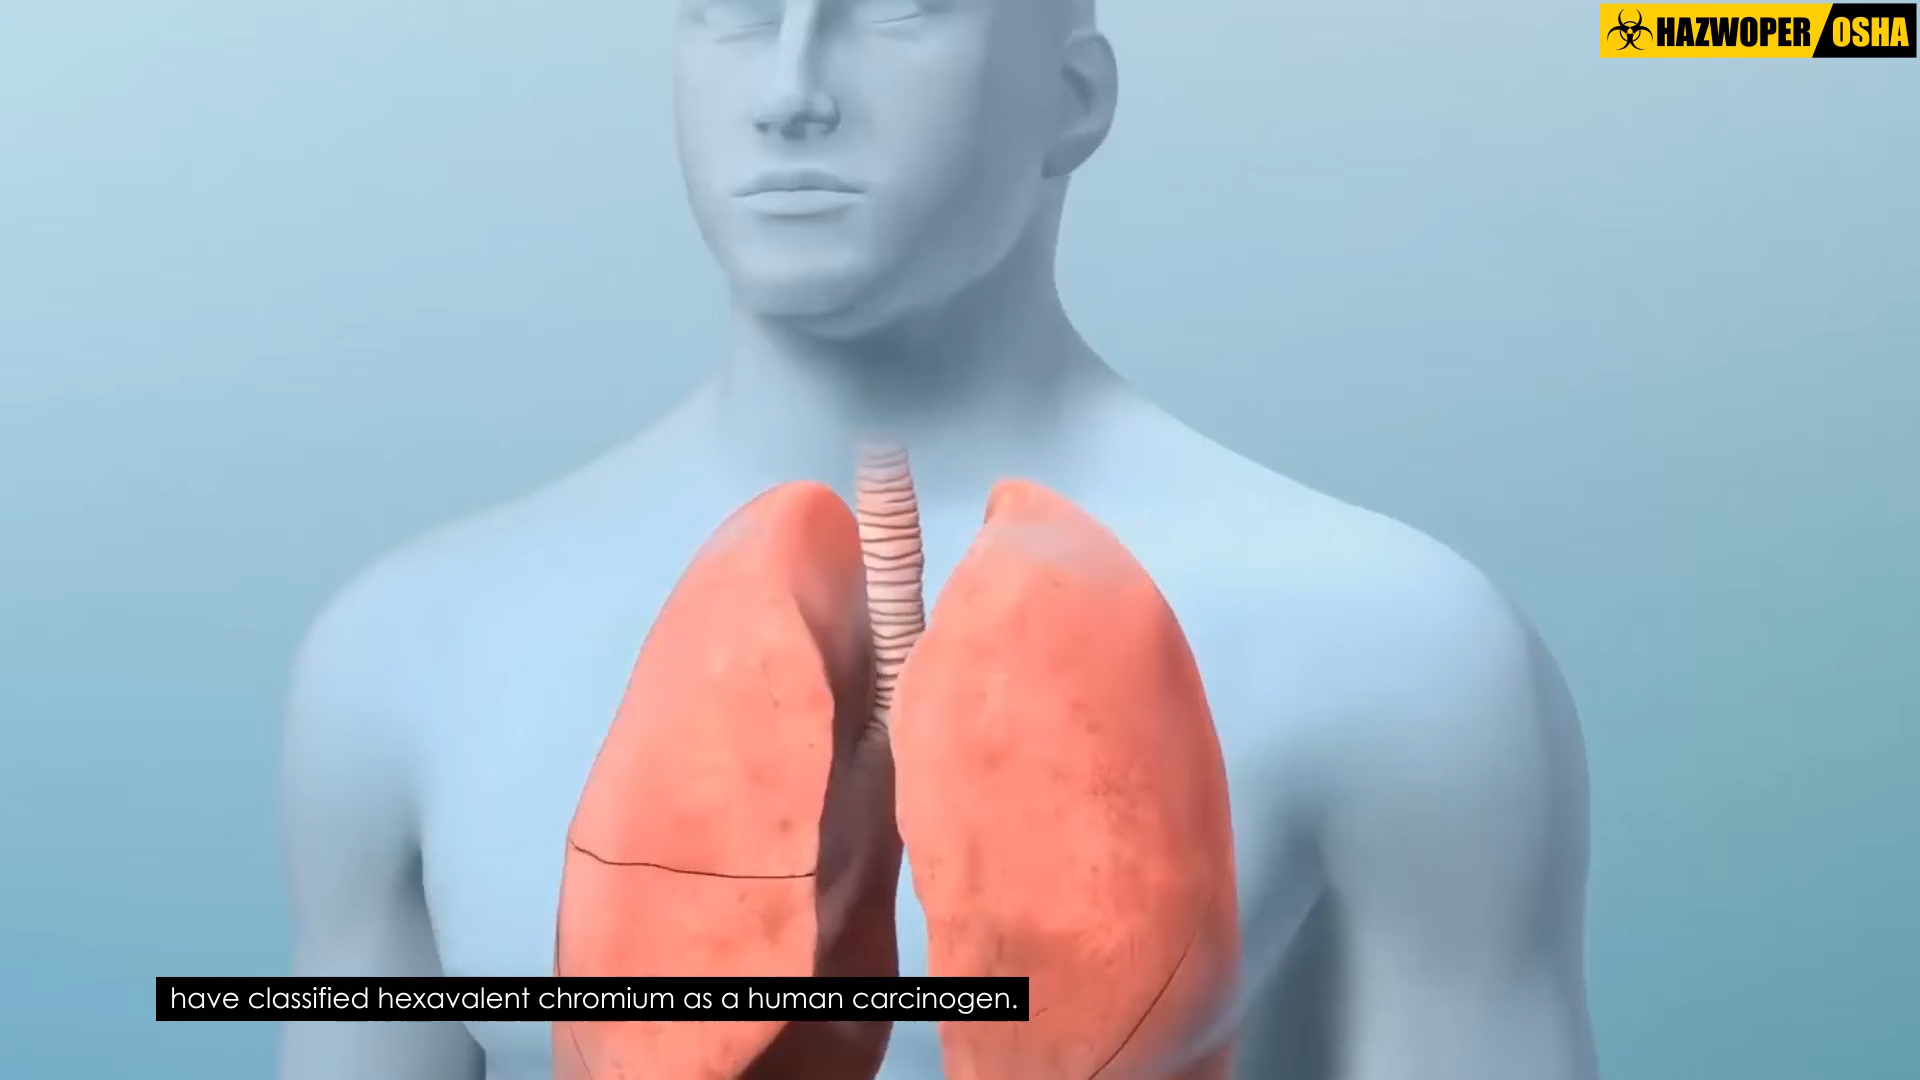 HAZWOPER OSHA
have classified hexavalent chromium as a human carcinogen.